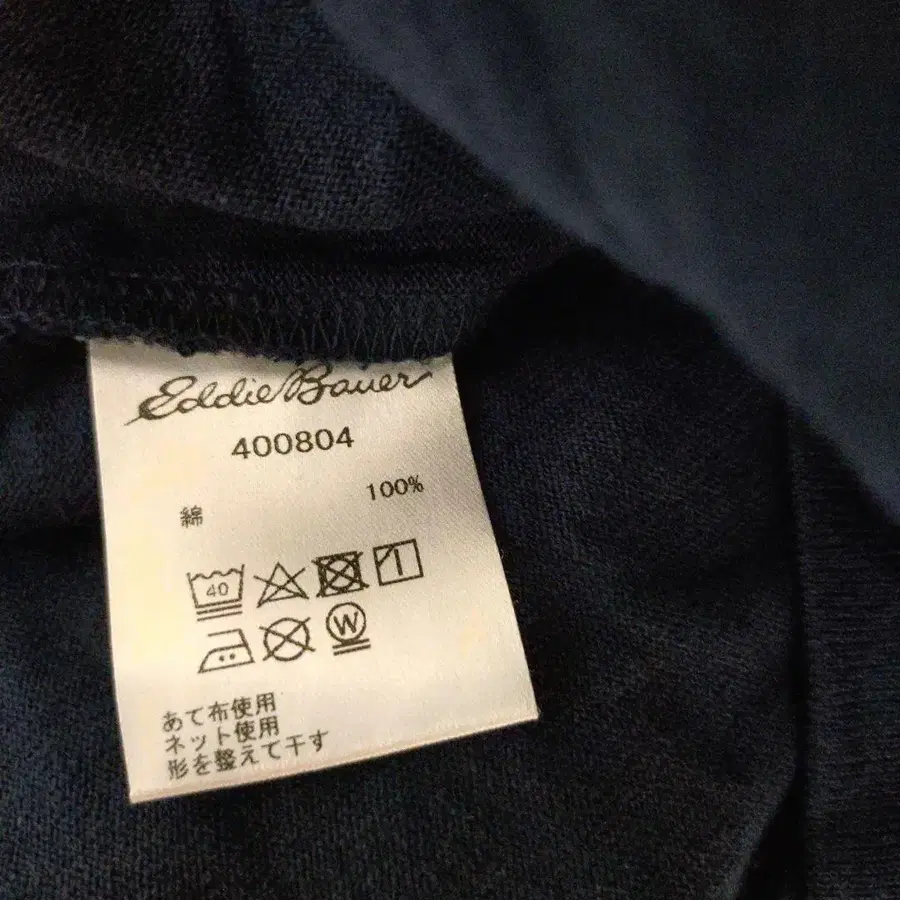 Eddie Bauer
400804
綿 100%
40
W
あて布使用
ネット使用
形を整えて干す